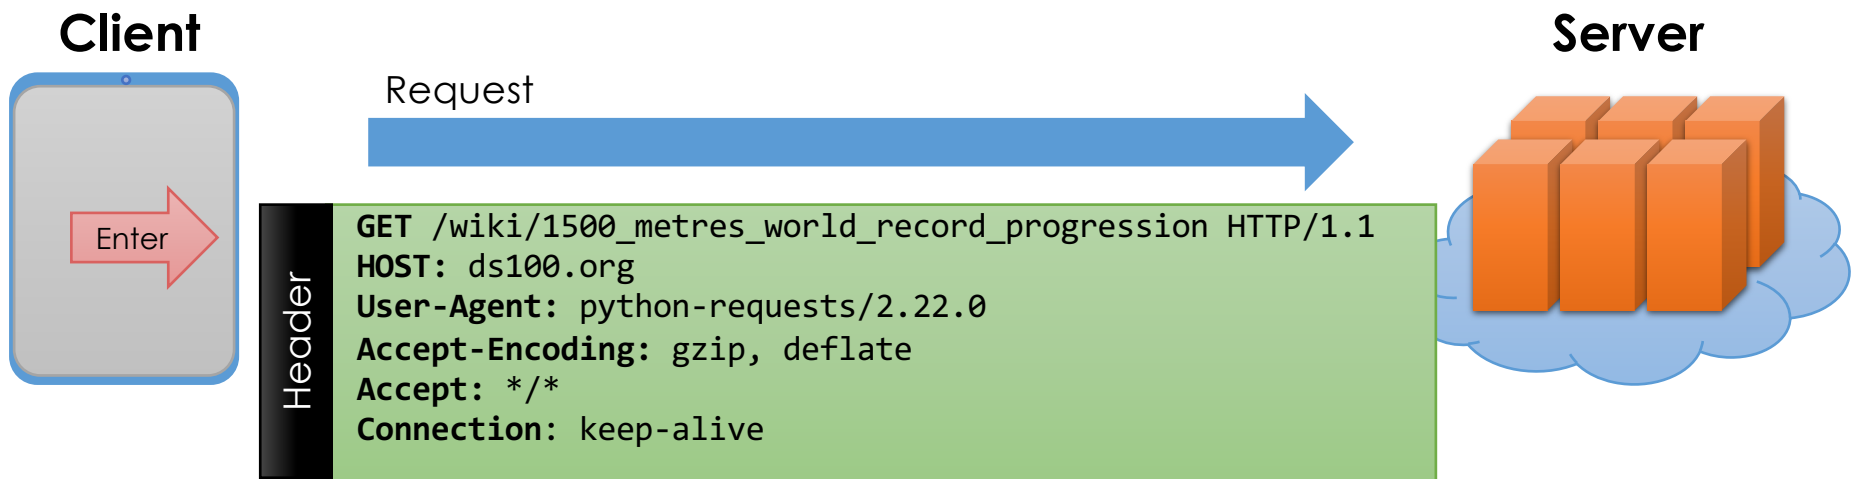 Client
Server
Request
Enter
Header
GET /wiki/1500_metres_world_record_progression HTTP/1.1
HOST: ds100.org
User-Agent: python-requests/2.22.0
Accept-Encoding: gzip, deflate
Accept: */*
Connection: keep-alive